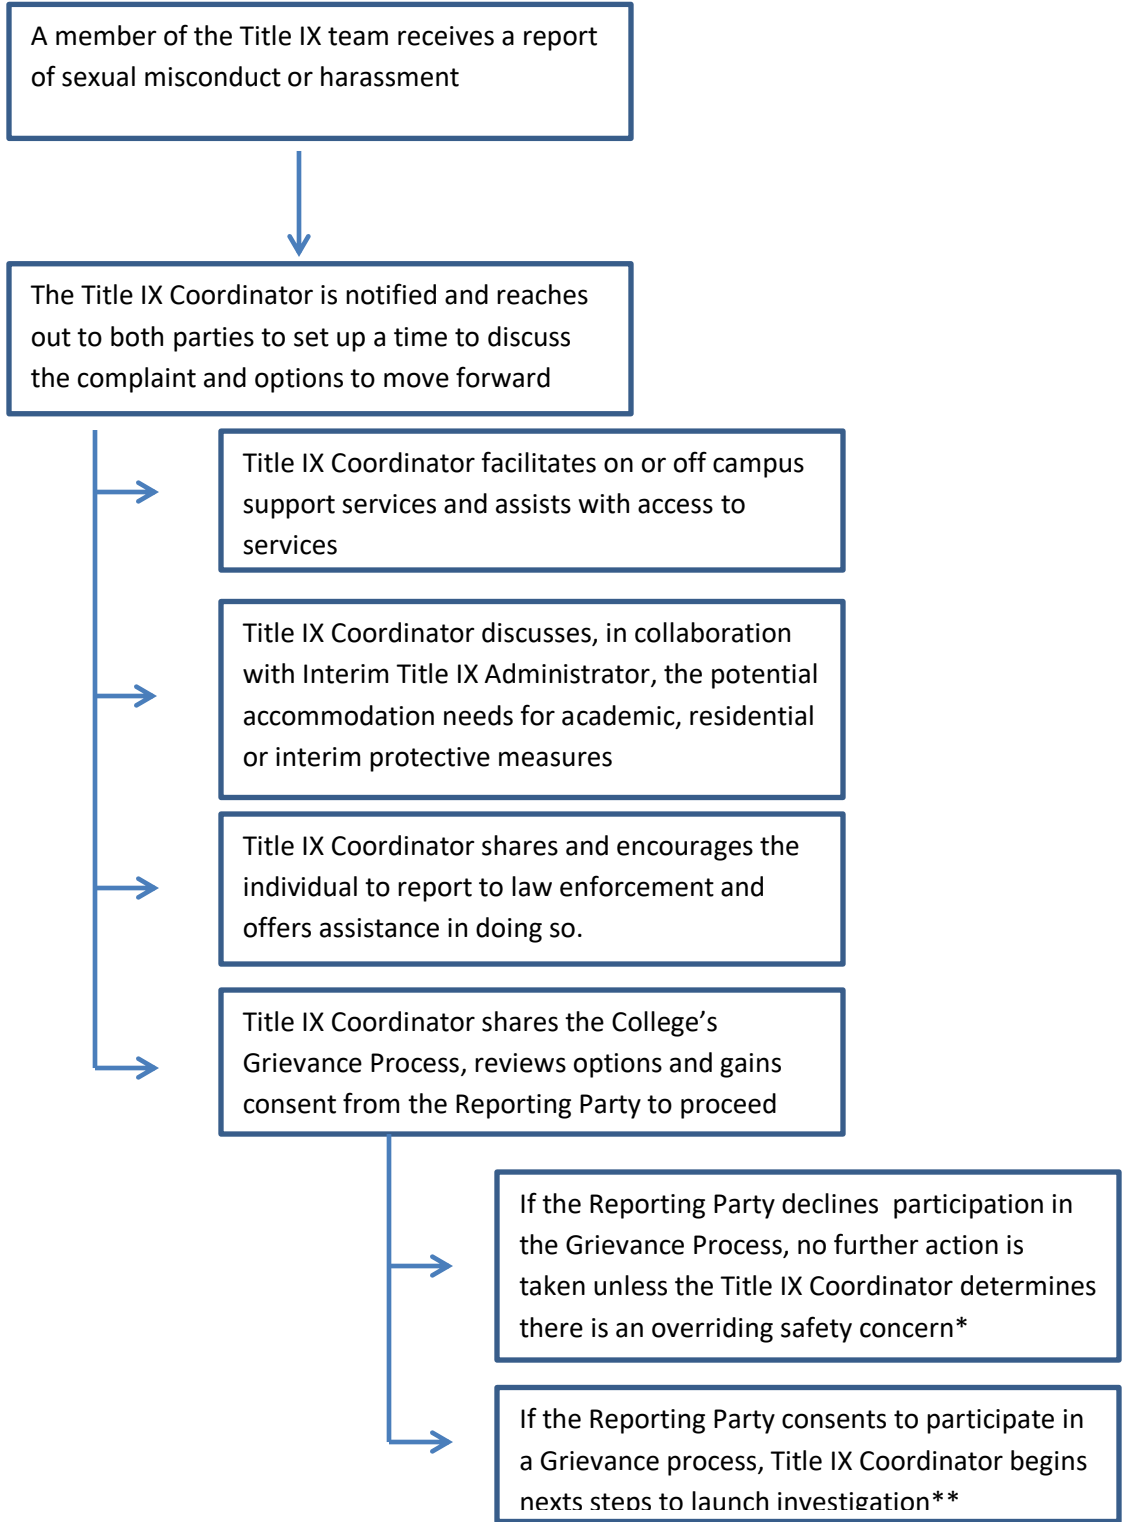 A member of the Title IX team receives a report
of sexual misconduct or harassment
The Title IX Coordinator is notified and reaches
out to both parties to set up a time to discuss
the complaint and options to move forward
Title IX Coordinator facilitates on or off campus
support services and assists with access to
services
Title IX Coordinator discusses, in collaboration
with Interim Title IX Administrator, the potential
accommodation needs for academic, residential
or interim protective measures
Title IX Coordinator shares and encourages the
individual to report to law enforcement and
offers assistance in doing so.
Title IX Coordinator shares the College’s
Grievance Process, reviews options and gains
consent from the Reporting Party to proceed
If the Reporting Party declines  participation in
the Grievance Process, no further action is
taken unless the Title IX Coordinator determines
there is an overriding safety concern*
If the Reporting Party consents to participate in
a Grievance process, Title IX Coordinator begins
nexts steps to launch investigation**